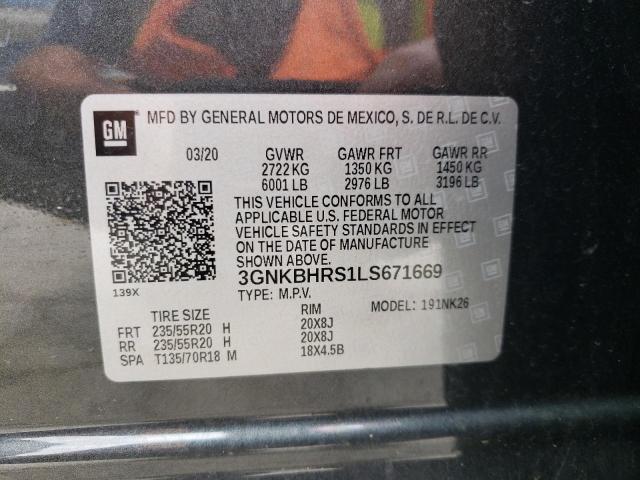 GM
MFD BY GENERAL MOTORS DE MEXICO, S. DE R.L. DE C.V.
03/20 GVWR GAWR FRT GAWR RR
2722 KG 1350 KG 1450 KG
6001 LB 2976 LB 3196 LB
THIS VEHICLE CONFORMS TO ALL
APPLICABLE U.S. FEDERAL MOTOR
VEHICLE SAFETY STANDARDS IN EFFECT
ON THE DATE OF MANUFACTURE
SHOWN ABOVE.
139X
3GNKBHRS1LS671669
TYPE: M.P.V. MODEL: 191NK26
TIRE SIZE RIM
FRT 235/55R20 H 20X8J
RR 235/55R20 H 20X8J
SPA T135/70R18 M 18X4.5B